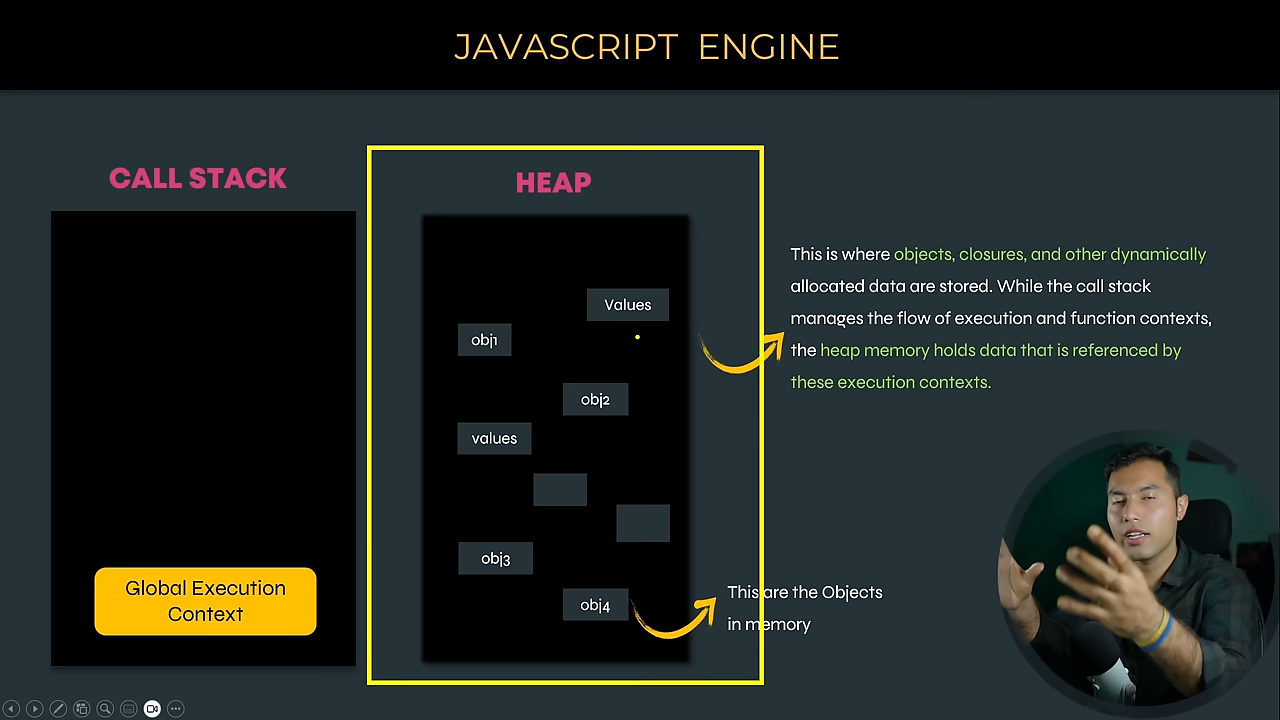 JAVASCRIPT ENGINE
CALL STACK
HEAP
Values
obj1
obj2
values
obj3
obj4
Global Execution
Context
This is where objects, closures, and other dynamically
allocated data are stored. While the call stack
manages the flow of execution and function contexts,
the heap memory holds data that is referenced by
these execution contexts.
This are the Objects
in memory